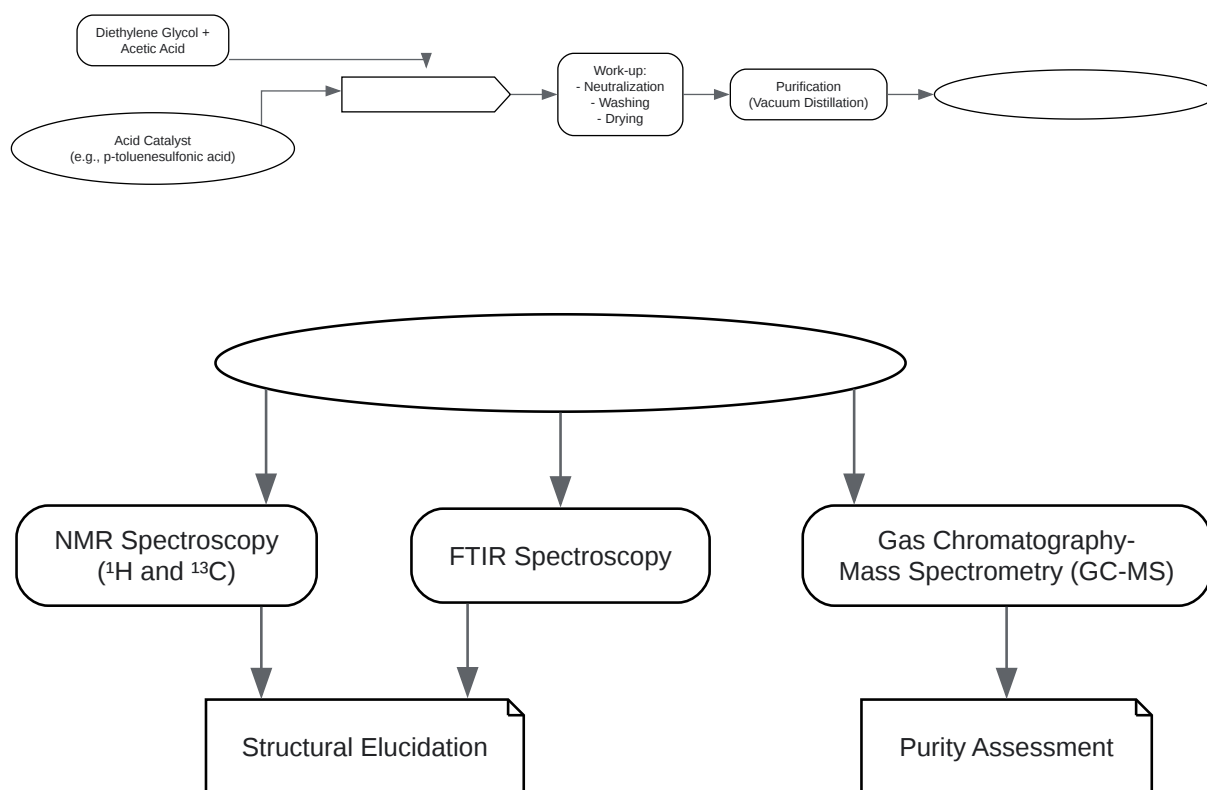 Diethylene Glycol +
Acetic Acid
Acid Catalyst
(e.g., p-toluenesulfonic acid)
Work-up:
- Neutralization
- Washing
- Drying
Purification
(Vacuum Distillation)
NMR Spectroscopy
(¹H and ¹³C)
FTIR Spectroscopy
Gas Chromatography-
Mass Spectrometry (GC-MS)
Structural Elucidation
Purity Assessment